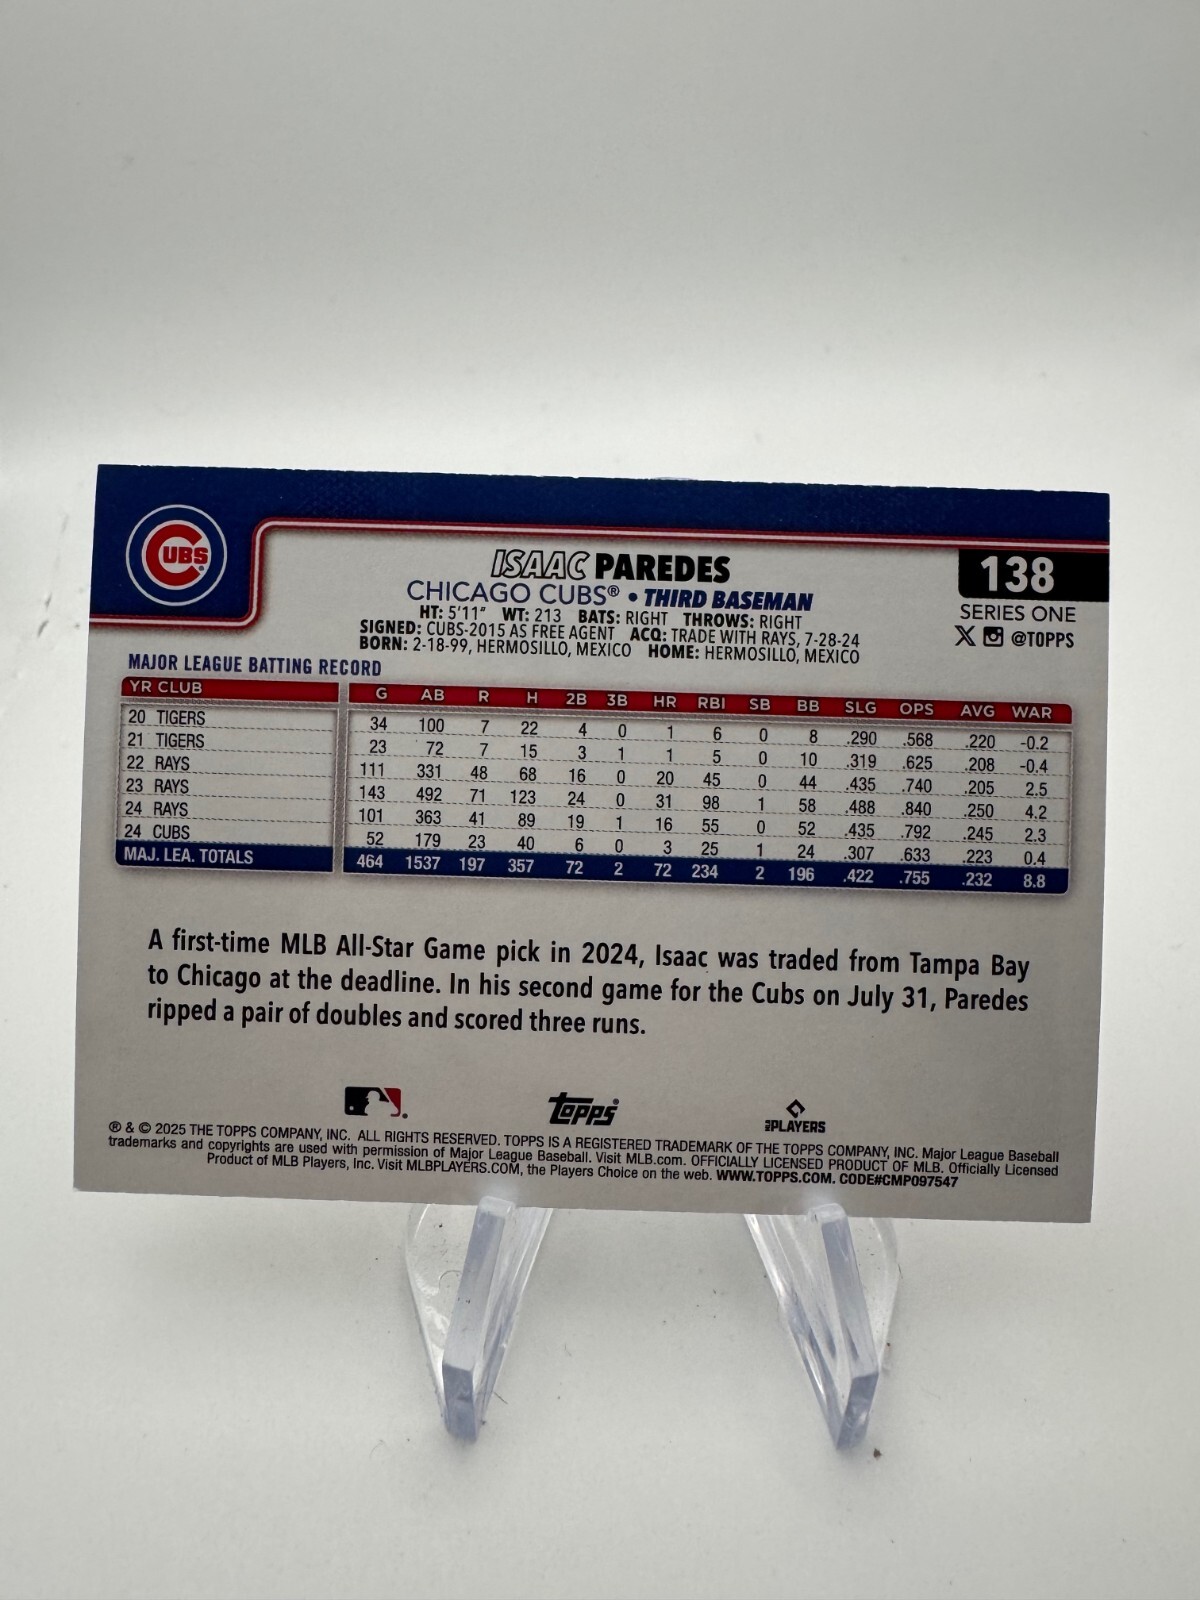 CUBS
ISAAC PAREDES
138
CHICAGO CUBS® • THIRD BASEMAN
SERIES ONE
HT: 5'11" WT: 213 BATS: RIGHT THROWS: RIGHT
@TOPPS
SIGNED: CUBS-2015 AS FREE AGENT ACQ: TRADE WITH RAYS, 7-28-24
BORN: 2-18-99, HERMOSILLO, MEXICO HOME: HERMOSILLO, MEXICO
MAJOR LEAGUE BATTING RECORD
YR CLUB G AB R H 2B 3B HR RBI SB BB SLG OPS AVG WAR
20 TIGERS 34 100 7 22 4 0 1 6 0 8 .290 .568 .220 -0.2
21 TIGERS 23 72 7 15 3 1 1 5 0 10 .319 .625 .208 -0.4
22 RAYS 111 331 48 68 16 0 20 45 0 44 .435 .740 .205 2.5
23 RAYS 143 492 71 123 24 0 31 98 1 58 .488 .840 .250 4.2
24 RAYS 101 363 41 89 19 1 16 55 0 52 .435 .792 .245 2.3
24 CUBS 52 179 23 40 6 0 3 25 1 24 .307 .633 .223 0.4
MAJ. LEA. TOTALS 464 1537 197 357 72 2 72 234 2 196 .422 .755 .232 8.8
A first-time MLB All-Star Game pick in 2024, Isaac was traded from Tampa Bay
to Chicago at the deadline. In his second game for the Cubs on July 31, Paredes
ripped a pair of doubles and scored three runs.
topps
MLB PLAYERS
® & © 2025 THE TOPPS COMPANY, INC. ALL RIGHTS RESERVED. TOPPS IS A REGISTERED TRADEMARK OF THE TOPPS COMPANY, INC. Major League Baseball
trademarks and copyrights are used with permission of Major League Baseball. Visit MLB.com. OFFICIALLY LICENSED PRODUCT OF MLB. Officially Licensed
Product of MLB Players, Inc. Visit MLBPLAYERS.COM, the Players Choice on the web. WWW.TOPPS.COM. CODE#CMP097547